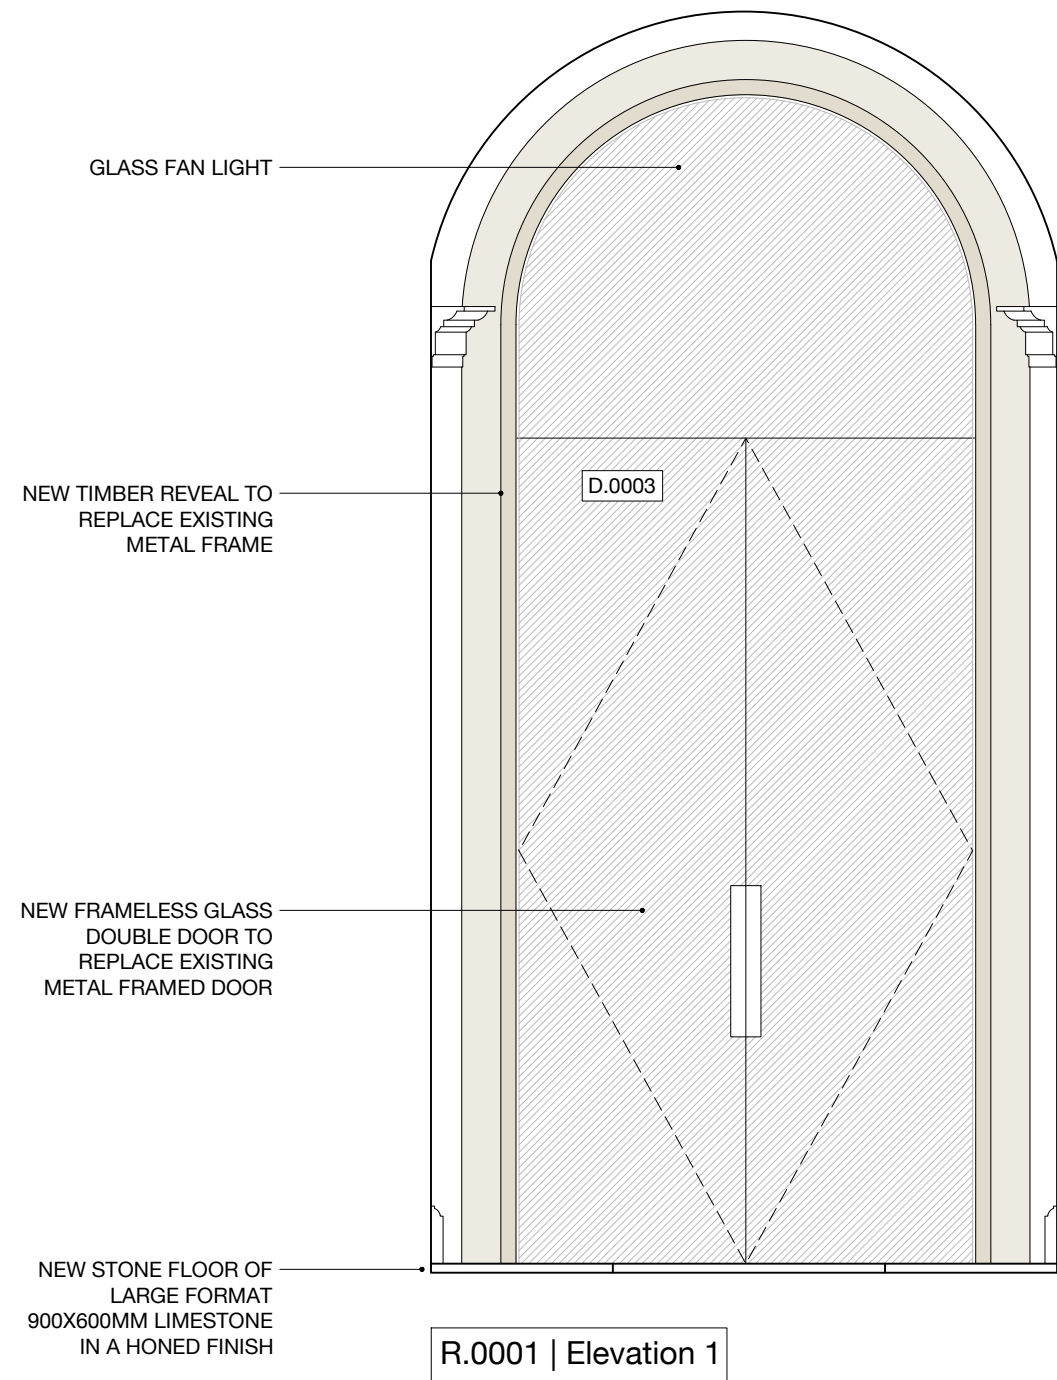 GLASS FAN LIGHT
D.0003
NEW TIMBER REVEAL TO
REPLACE EXISTING
METAL FRAME
NEW FRAMELESS GLASS
DOUBLE DOOR TO
REPLACE EXISTING
METAL FRAMED DOOR
NEW STONE FLOOR OF
LARGE FORMAT
900X600MM LIMESTONE
IN A HONED FINISH
R.0001 | Elevation 1